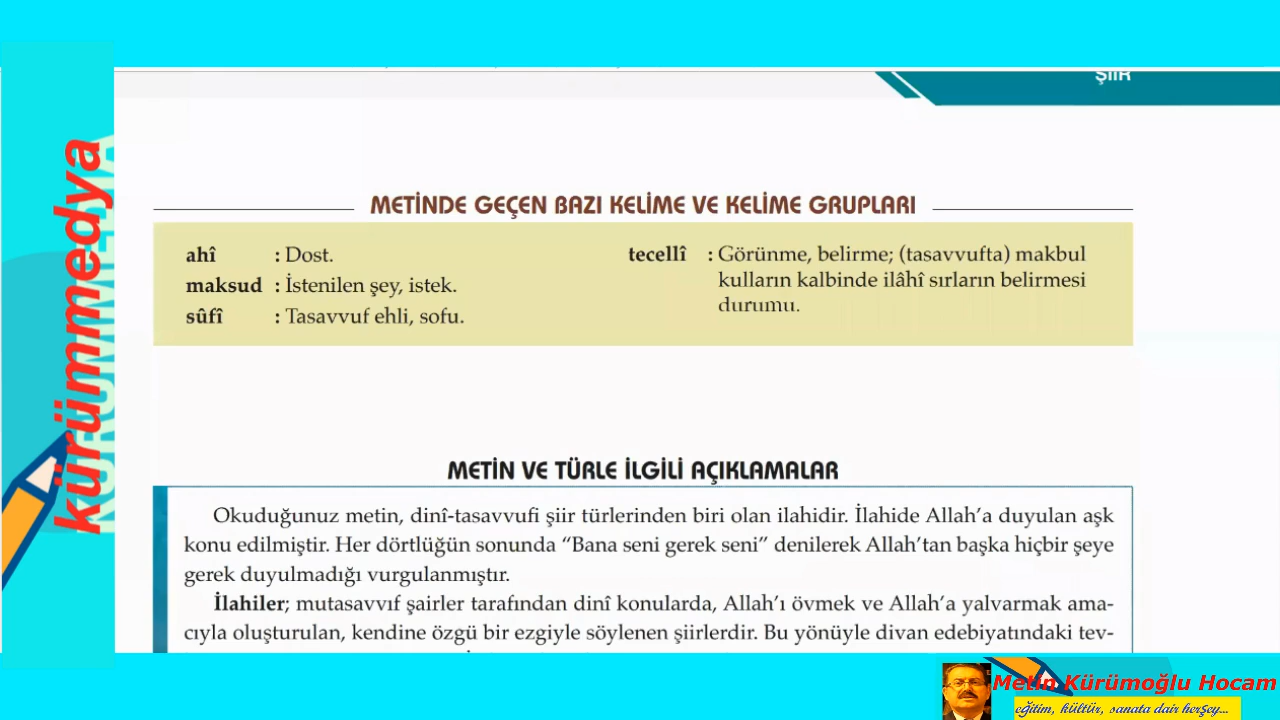 ŞİİR
kürümmedya
METİNDE GEÇEN BAZI KELİME VE KELİME GRUPLARI
ahî : Dost.
maksud : İstenilen şey, istek.
sûfî : Tasavvuf ehli, sofu.
tecellî : Görünme, belirme; (tasavvufta) makbul
kulların kalbinde ilâhî sırların belirmesi
durumu.
METİN VE TÜRLE İLGİLİ AÇIKLAMALAR
Okuduğunuz metin, dinî-tasavvufi şiir türlerinden biri olan ilahidir. İlahide Allah’a duyulan aşk
konu edilmiştir. Her dörtlüğün sonunda “Bana seni gerek seni” denilerek Allah’tan başka hiçbir şeye
gerek duyulmadığı vurgulanmıştır.
İlahiler; mutasavvıf şairler tarafından dinî konularda, Allah’ı övmek ve Allah’a yalvarmak ama-
cıyla oluşturulan, kendine özgü bir ezgiyle söylenen şiirlerdir. Bu yönüyle divan edebiyatındaki tev-
Metin Kürümoğlu Hocam
eğitim, kültür, sanata dair herşey...